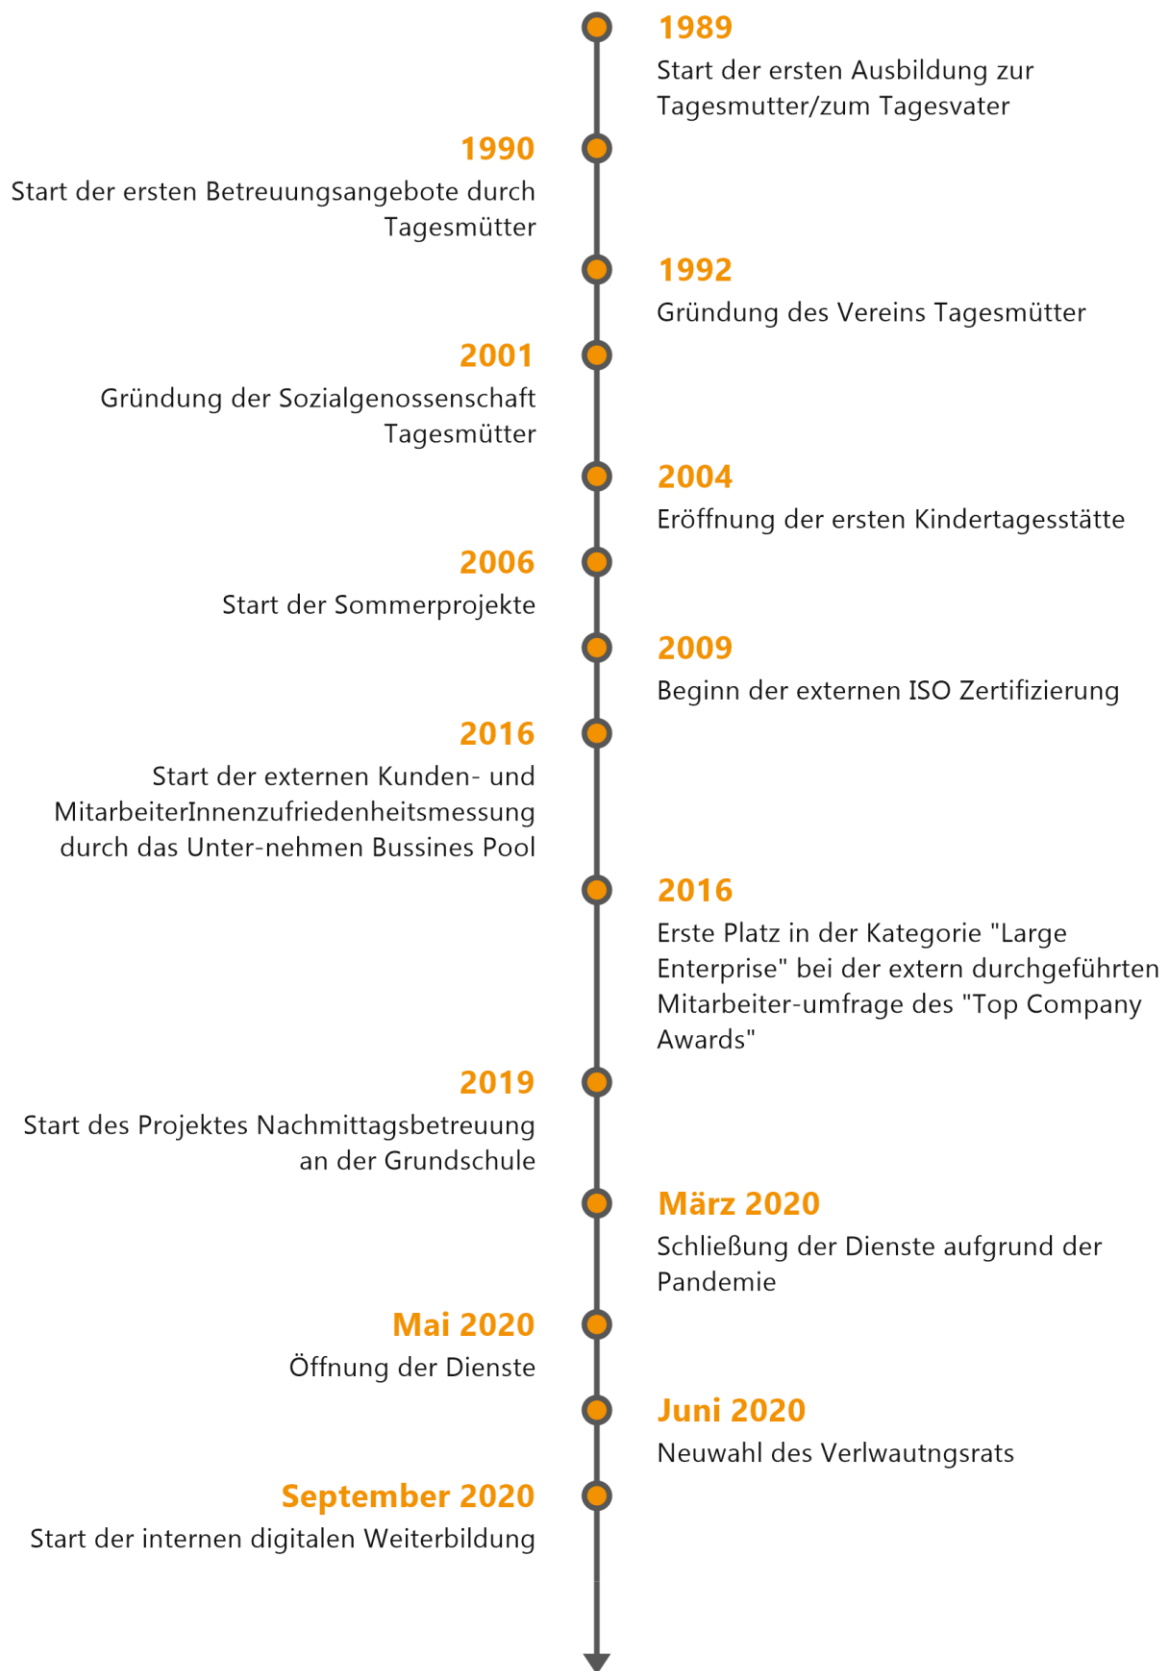 1989
Start der ersten Ausbildung zur
Tagesmutter/zum Tagesvater
1990
Start der ersten Betreuungsangebote durch
Tagesmütter
1992
Gründung des Vereins Tagesmütter
2001
Gründung der Sozialgenossenschaft
Tagesmütter
2004
Eröffnung der ersten Kindertagesstätte
2006
Start der Sommerprojekte
2009
Beginn der externen ISO Zertifizierung
2016
Start der externen Kunden- und
MitarbeiterInnenzufriedenheitsmessung
durch das Unter-nehmen Bussines Pool
2016
Erste Platz in der Kategorie "Large
Enterprise" bei der extern durchgeführten
Mitarbeiter-umfrage des "Top Company
Awards"
2019
Start des Projektes Nachmittagsbetreuung
an der Grundschule
März 2020
Schließung der Dienste aufgrund der
Pandemie
Mai 2020
Öffnung der Dienste
Juni 2020
Neuwahl des Verlwautngsrats
September 2020
Start der internen digitalen Weiterbildung